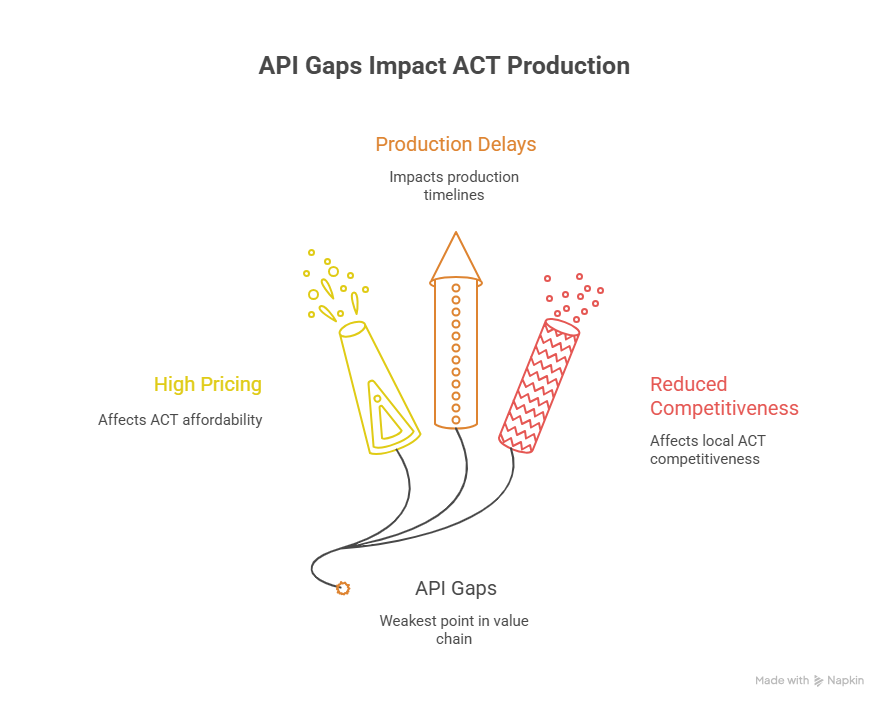 API Gaps Impact ACT Production
Production Delays
Impacts production
timelines
High Pricing
Affects ACT affordability
Reduced
Competitiveness
Affects local ACT
competitiveness
API Gaps
Weakest point in value
chain
Made with Napkin